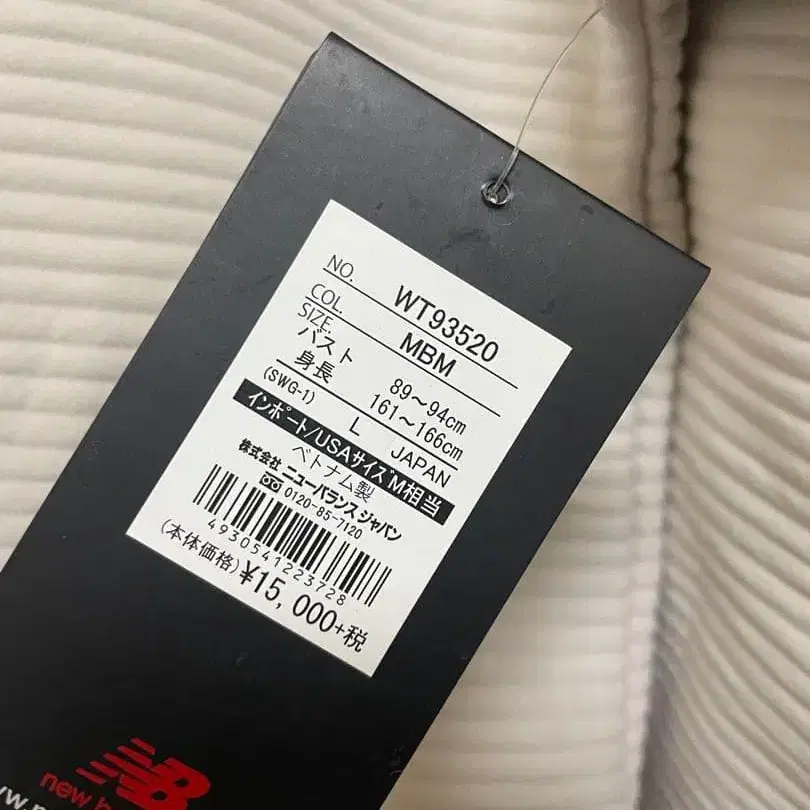 NO. WT93520
COL. MBM
SIZE.
バスト 89～94cm
身長 161～166cm
(SWG-1) L JAPAN
インポート/USAサイズM相当
ベトナム製
株式会社 ニューバランス ジャパン
0120-85-7120
4930541223728
(本体価格)¥15,000+税
new b